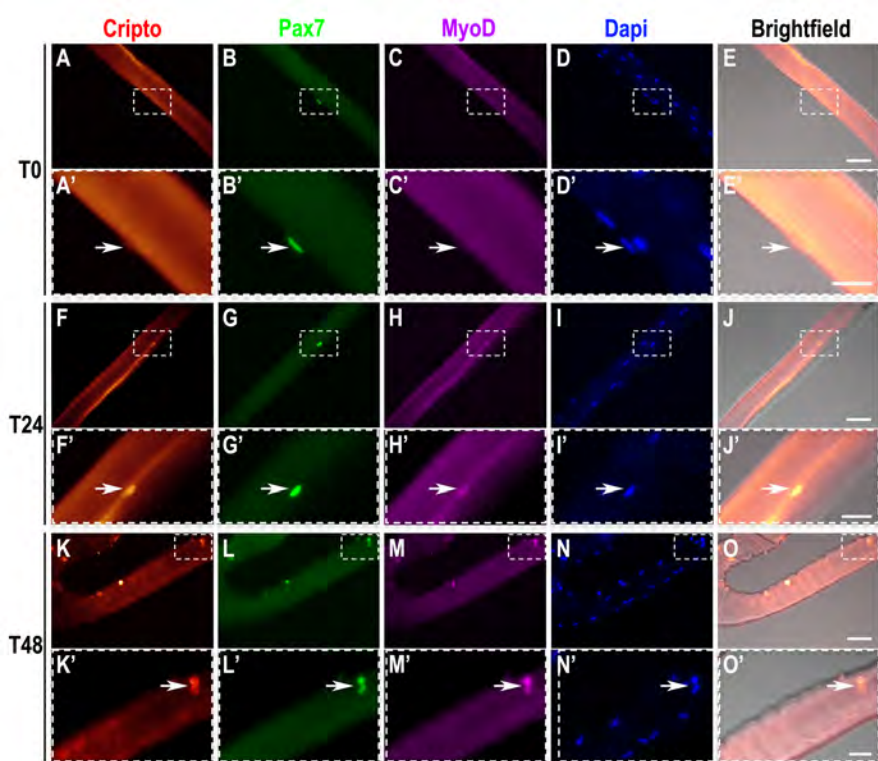 Cripto Pax7 MyoD Dapi Brightfield
A B C D E
T0
A’ B’ C’ D’ E’
F G H I J
T24
F’ G’ H’ I’ J’
K L M N O
T48
K’ L’ M’ N’ O’